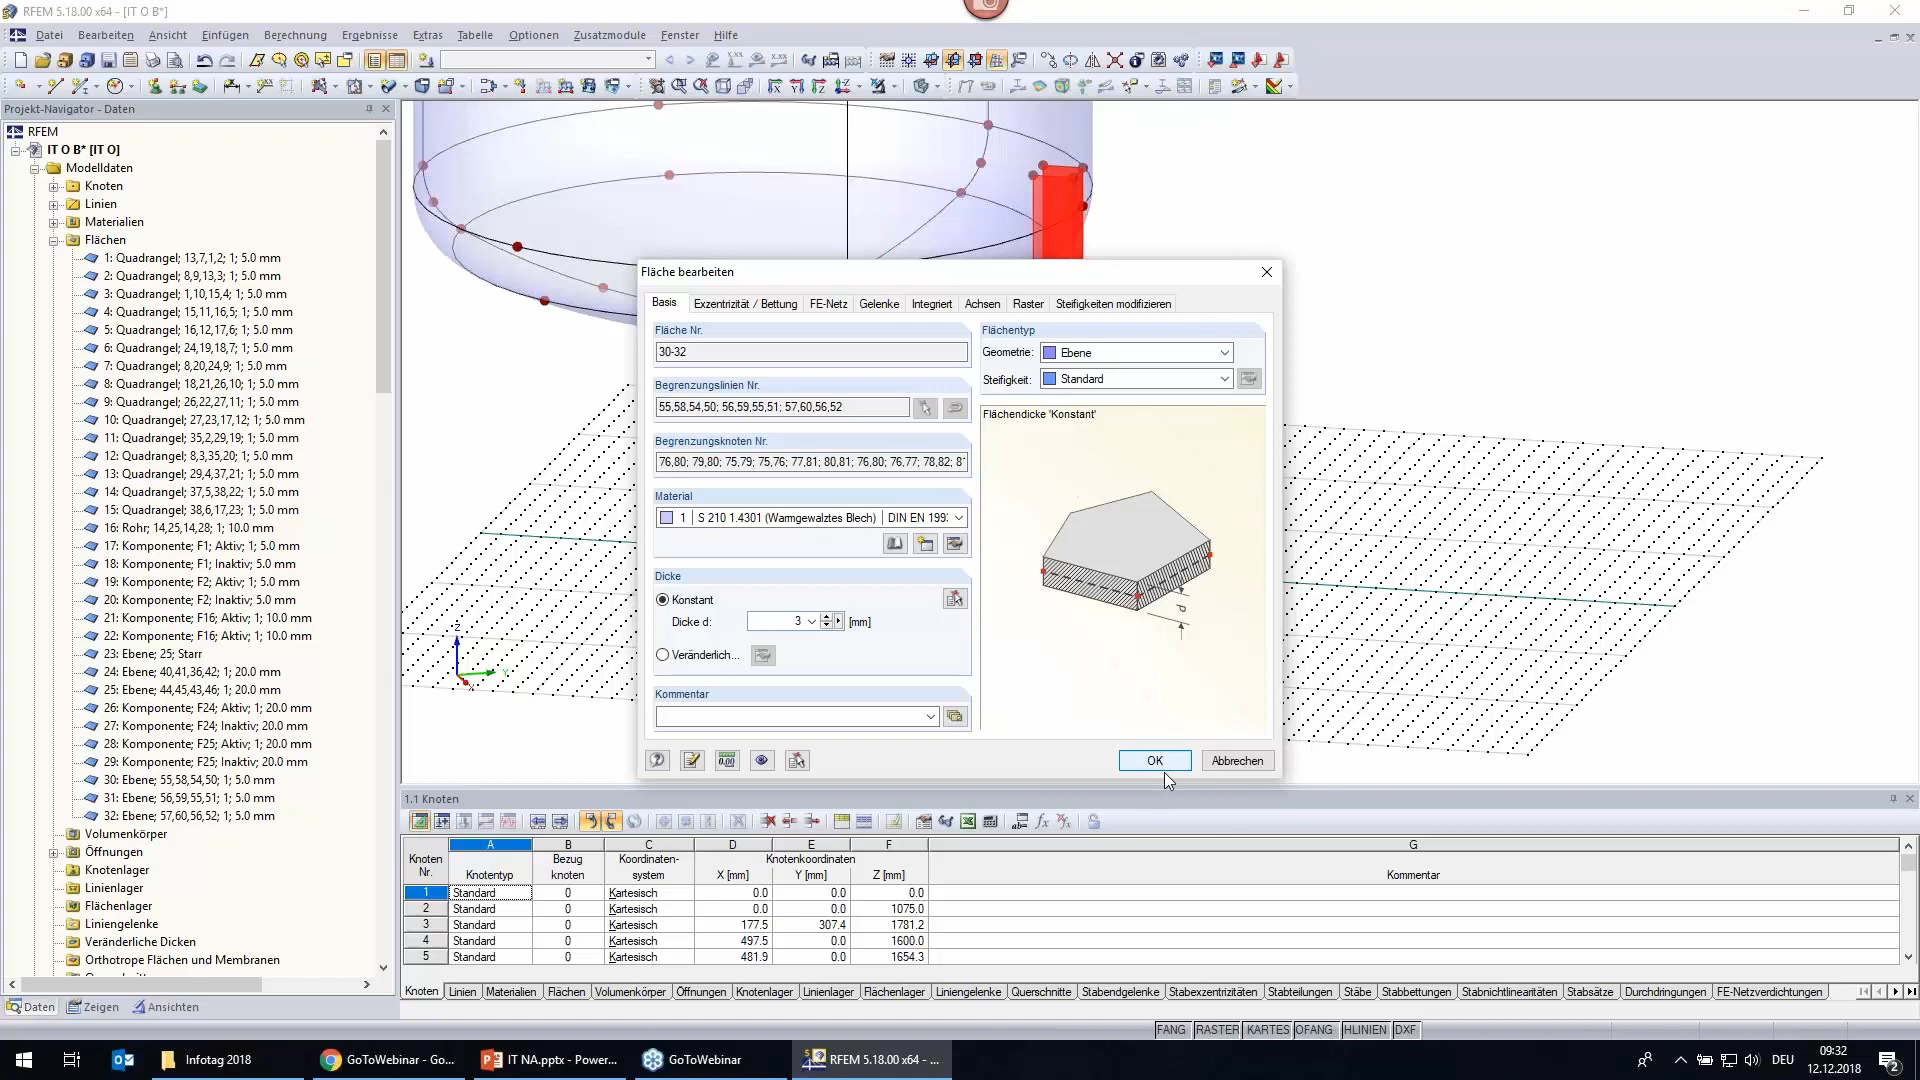 RFEM 5.18.00 x64 - [IT O B*]
Datei Bearbeiten Ansicht Einfügen Berechnung Ergebnisse Extras Tabelle Optionen Zusatzmodule Fenster Hilfe
Projekt-Navigator - Daten
RFEM
IT O B* [IT O]
Modelldaten
Knoten
Linien
Materialien
Flächen
1: Quadrangel; 13,7,1,2; 1; 5.0 mm
2: Quadrangel; 8,9,13,3; 1; 5.0 mm
3: Quadrangel; 1,10,15,4; 1; 5.0 mm
4: Quadrangel; 15,11,16,5; 1; 5.0 mm
5: Quadrangel; 16,12,17,6; 1; 5.0 mm
6: Quadrangel; 24,19,18,7; 1; 5.0 mm
7: Quadrangel; 8,20,24,9; 1; 5.0 mm
8: Quadrangel; 18,21,26,10; 1; 5.0 mm
9: Quadrangel; 26,22,27,11; 1; 5.0 mm
10: Quadrangel; 27,23,17,12; 1; 5.0 mm
11: Quadrangel; 35,2,29,19; 1; 5.0 mm
12: Quadrangel; 8,3,35,20; 1; 5.0 mm
13: Quadrangel; 29,4,37,21; 1; 5.0 mm
14: Quadrangel; 37,5,38,22; 1; 5.0 mm
15: Quadrangel; 38,6,17,23; 1; 5.0 mm
16: Rohr; 14,25,14,28; 1; 10.0 mm
17: Komponente; F1; Aktiv; 1; 5.0 mm
18: Komponente; F1; Inaktiv; 5.0 mm
19: Komponente; F2; Aktiv; 1; 5.0 mm
20: Komponente; F2; Inaktiv; 5.0 mm
21: Komponente; F16; Aktiv; 1; 10.0 mm
22: Komponente; F16; Aktiv; 1; 10.0 mm
23: Ebene; 25; Starr
24: Ebene; 40,41,36,42; 1; 20.0 mm
25: Ebene; 44,45,43,46; 1; 20.0 mm
26: Komponente; F24; Aktiv; 1; 20.0 mm
27: Komponente; F24; Inaktiv; 20.0 mm
28: Komponente; F25; Aktiv; 1; 20.0 mm
29: Komponente; F25; Inaktiv; 20.0 mm
30: Ebene; 55,58,54,50; 1; 5.0 mm
31: Ebene; 56,59,55,51; 1; 5.0 mm
32: Ebene; 57,60,56,52; 1; 5.0 mm
Volumenkörper
Öffnungen
Knotenlager
Linienlager
Flächenlager
Liniengelenke
Veränderliche Dicken
Orthotrope Flächen und Membranen
Daten Zeigen Ansichten
Z
Y
X
Fläche bearbeiten
Basis Exzentrizität / Bettung FE-Netz Gelenke Integriert Achsen Raster Steifigkeiten modifizieren
Fläche Nr.
30-32
Begrenzungslinien Nr.
55,58,54,50; 56,59,55,51; 57,60,56,52
Begrenzungsknoten Nr.
76,80; 79,80; 75,79; 75,76; 77,81; 80,81; 76,80; 76,77; 78,82; 8
Material
1 | S 210 1.4301 (Warmgewalztes Blech) | DIN EN 199
Dicke
Konstant
Dicke d: 3 [mm]
Veränderlich...
Kommentar
Flächentyp
Geometrie: Ebene
Steifigkeit: Standard
Flächendicke 'Konstant'
d
OK Abbrechen
1.1 Knoten
A B C D E F G
Knoten Bezug Koordinaten- Knotenkoordinaten
Nr. Knotentyp knoten system X [mm] Y [mm] Z [mm] Kommentar
1 Standard 0 Kartesisch 0.0 0.0 0.0
2 Standard 0 Kartesisch 0.0 0.0 1075.0
3 Standard 0 Kartesisch 177.5 307.4 1781.2
4 Standard 0 Kartesisch 497.5 0.0 1600.0
5 Standard 0 Kartesisch 481.9 0.0 1654.3
Knoten Linien Materialien Flächen Volumenkörper Öffnungen Knotenlager Linienlager Flächenlager Liniengelenke Querschnitte Stabendgelenke Stabexzentrizitäten Stabteilungen Stäbe Stabbettungen Stabnichtlinearitäten Stabsätze Durchdringungen FE-Netzverdichtungen
FANG RASTER KARTES OFANG HLINIEN DXF
Infotag 2018 GoToWebinar - Go... IT NA.pptx - Power... GoToWebinar RFEM 5.18.00 x64 - ...
DEU
09:32
12.12.2018
2